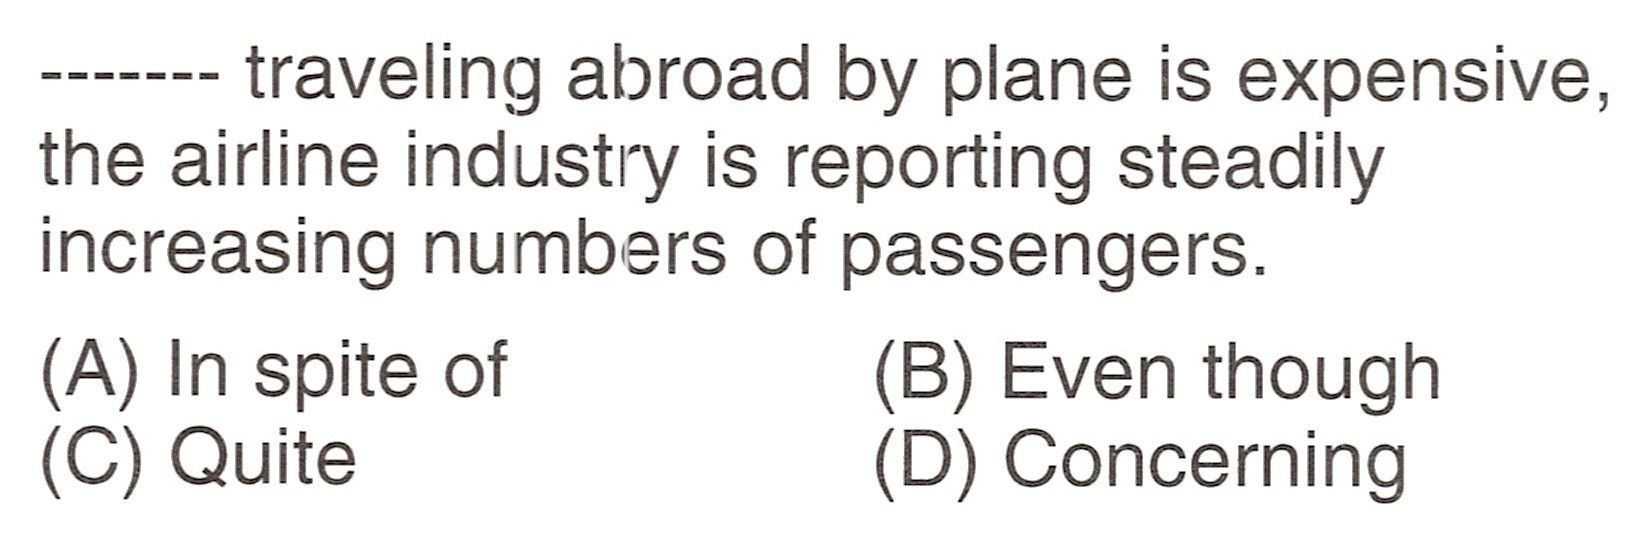 ------- traveling abroad by plane is expensive,
the airline industry is reporting steadily
increasing numbers of passengers.
(A) In spite of (B) Even though
(C) Quite (D) Concerning